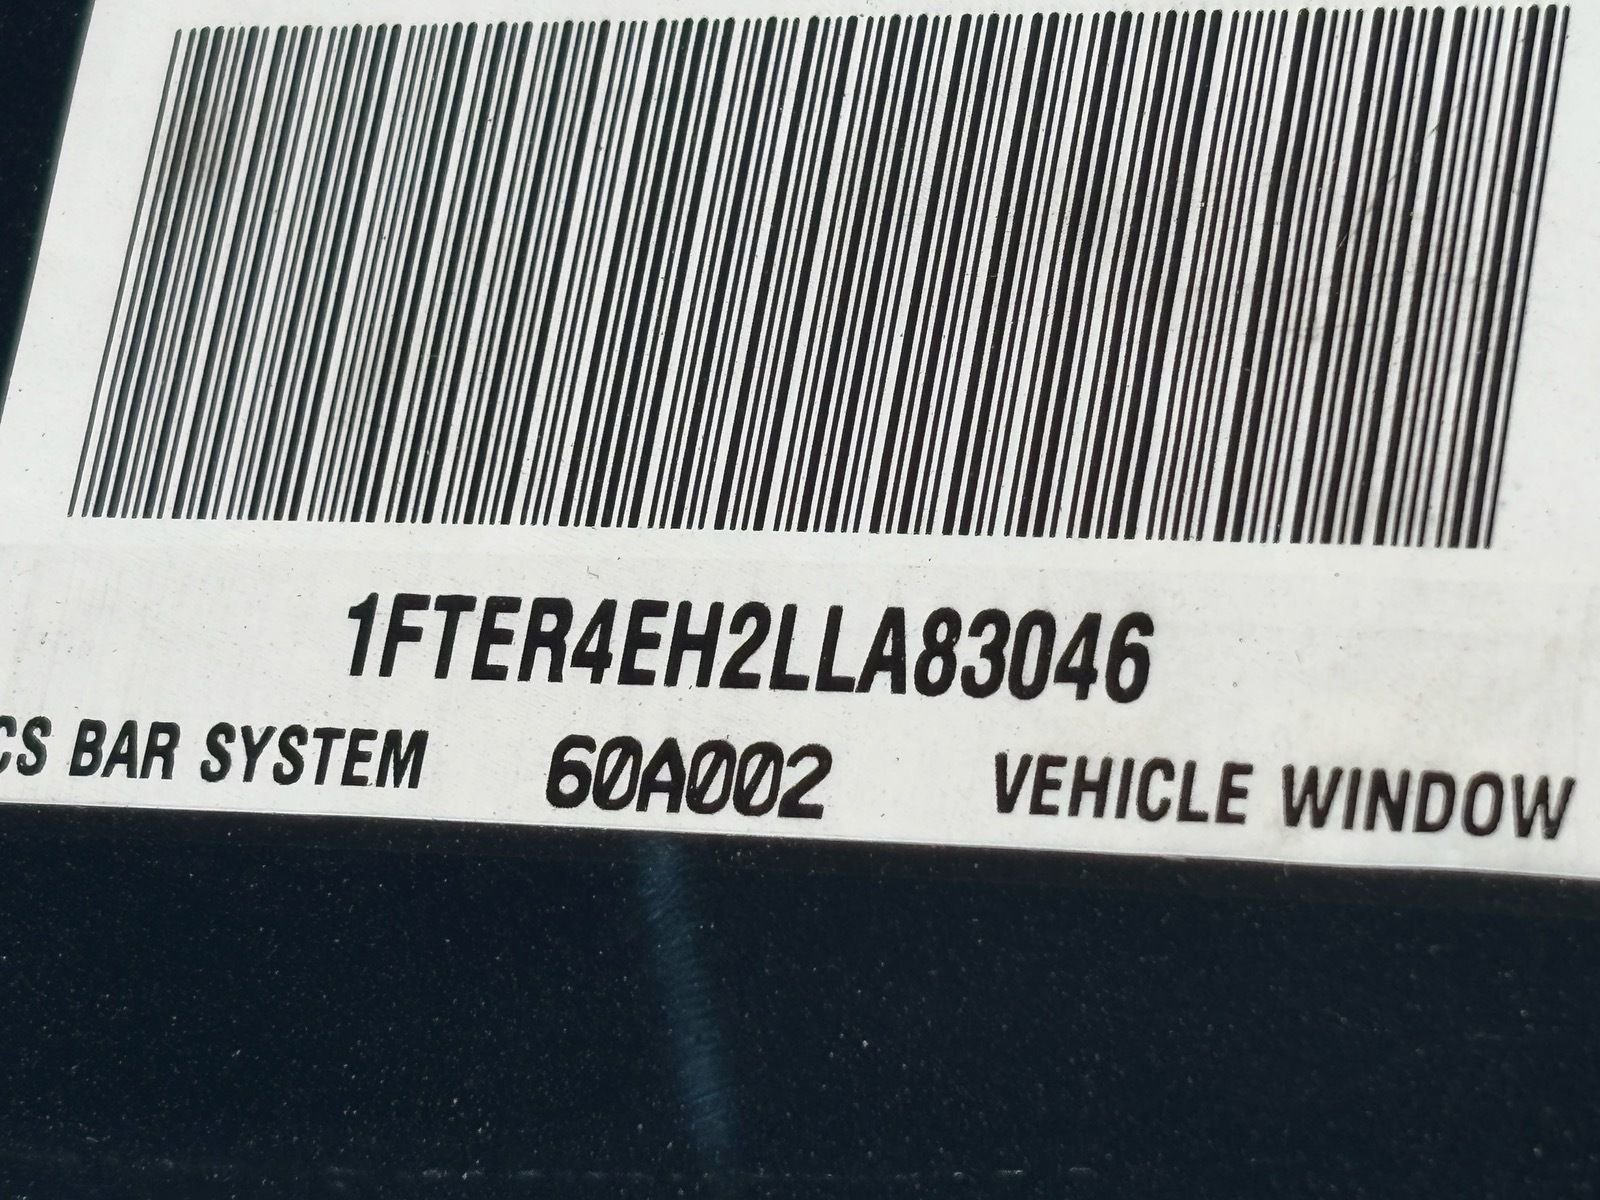 1FTER4EH2LLA83046
CS BAR SYSTEM 60A002 VEHICLE WINDOW